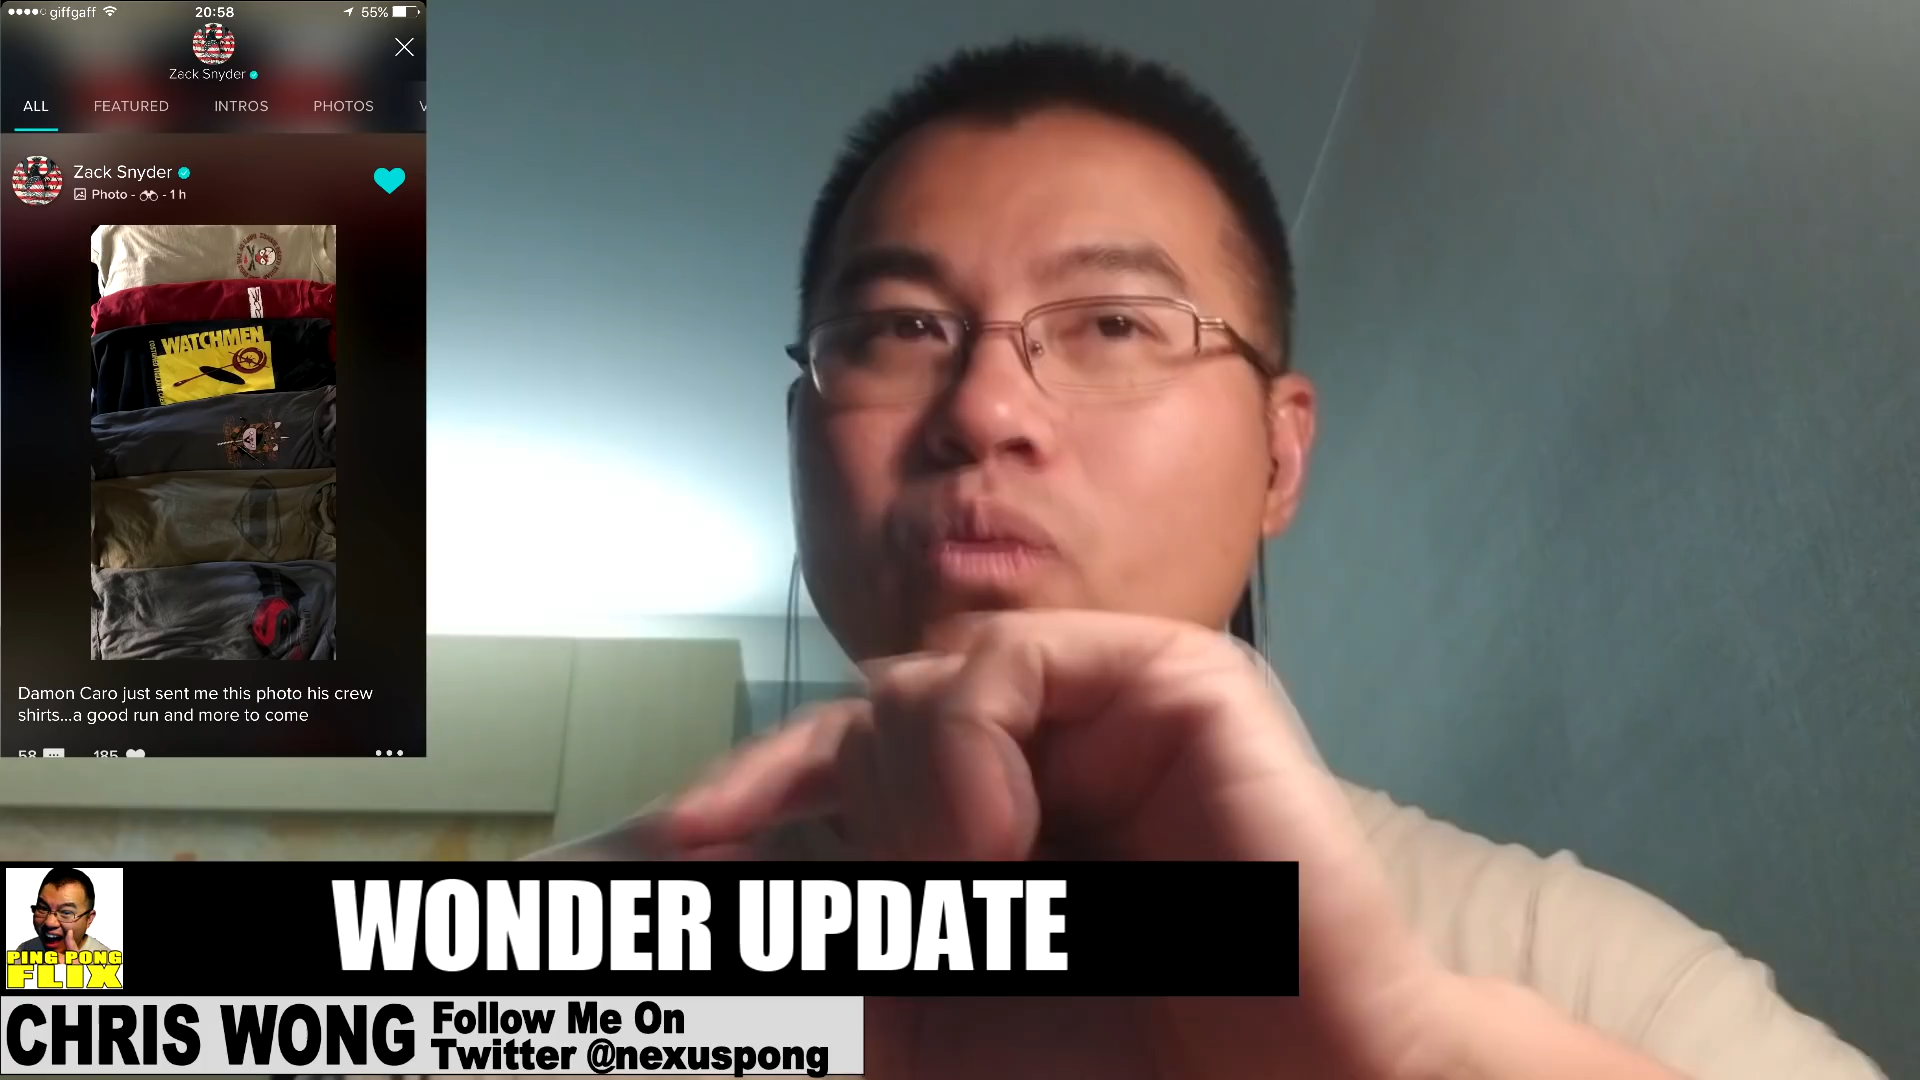 giffgaff 20:58 55%
Zack Snyder
ALL FEATURED INTROS PHOTOS V
Zack Snyder
Photo - - 1 h
WATCHMEN
Damon Caro just sent me this photo his crew
shirts...a good run and more to come
58 185
WONDER UPDATE
PING PONG
FLIX
CHRIS WONG
Follow Me On
Twitter @nexuspong